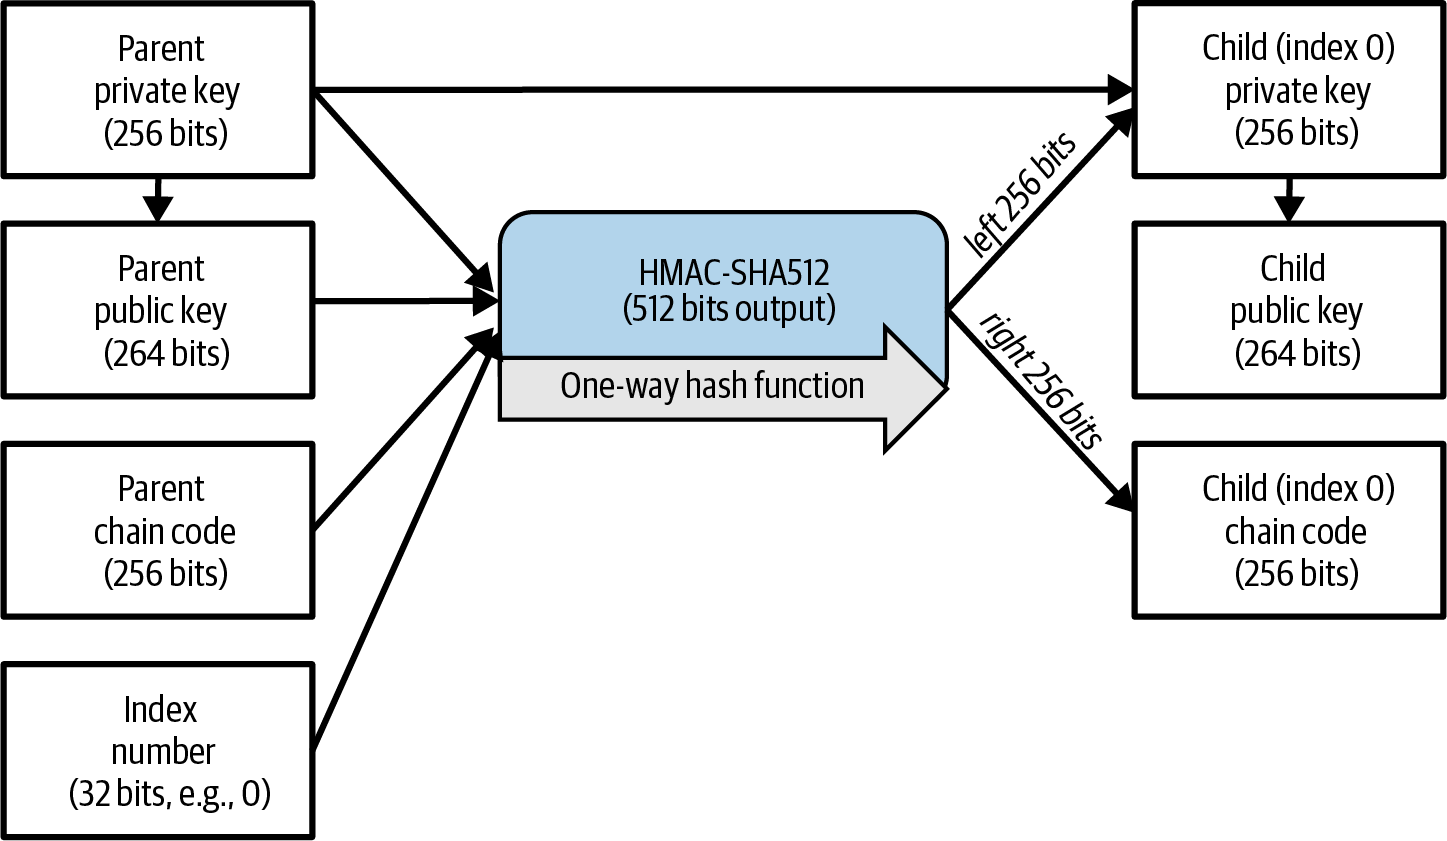 Parent
private key
(256 bits)
Parent
public key
(264 bits)
Parent
chain code
(256 bits)
Index
number
(32 bits, e.g., 0)
HMAC-SHA512
(512 bits output)
One-way hash function
left 256 bits
right 256 bits
Child (index 0)
private key
(256 bits)
Child
public key
(264 bits)
Child (index 0)
chain code
(256 bits)